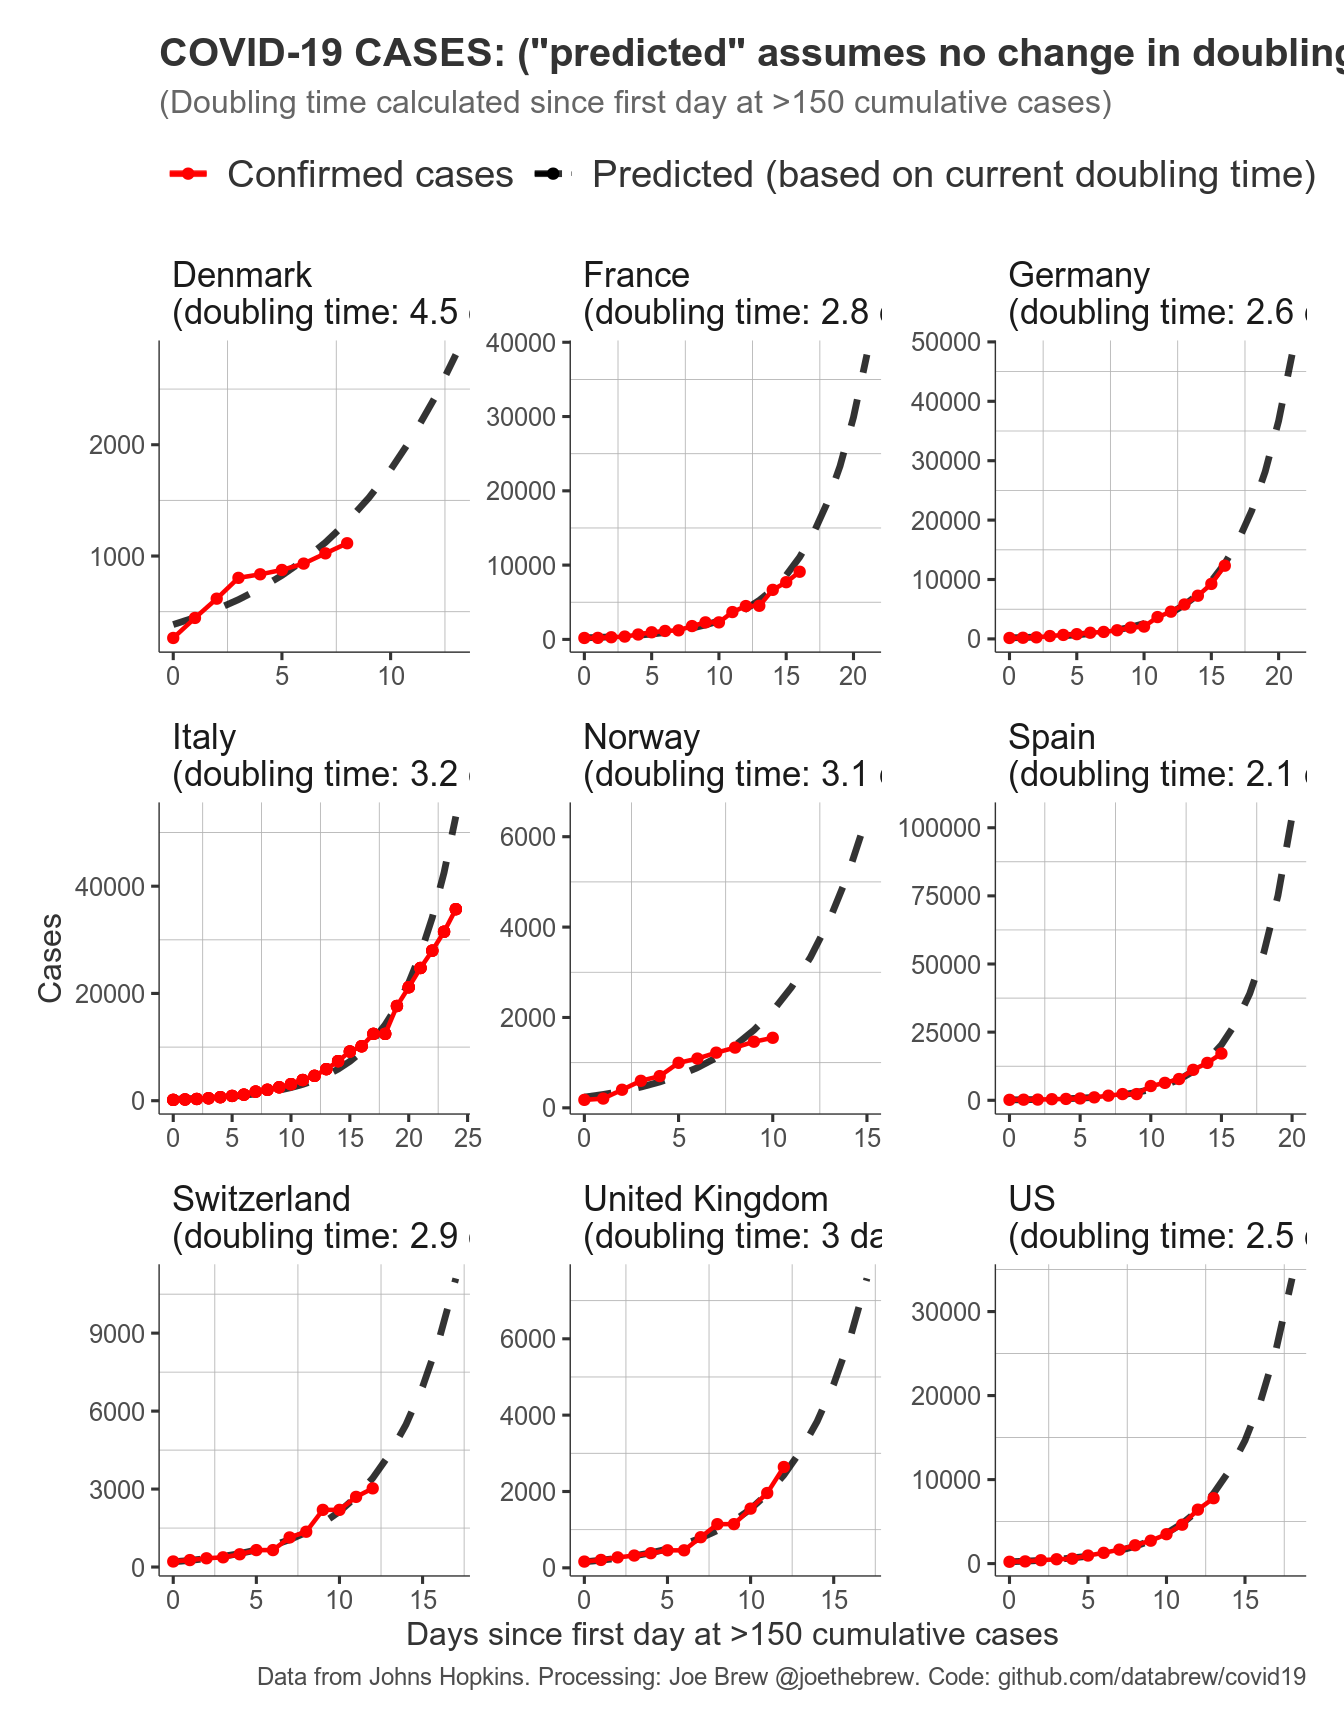 COVID-19 CASES: ("predicted" assumes no change in doubling
(Doubling time calculated since first day at >150 cumulative cases)
Confirmed cases Predicted (based on current doubling time)
Denmark
(doubling time: 4.5
France
(doubling time: 2.8
Germany
(doubling time: 2.6
2000
1000
0 5 10
40000
30000
20000
10000
0
0 5 10 15 20
50000
40000
30000
20000
10000
0
0 5 10 15 20
Italy
(doubling time: 3.2
Norway
(doubling time: 3.1
Spain
(doubling time: 2.1
Cases
40000
20000
0
0 5 10 15 20 25
6000
4000
2000
0
0 5 10 15
100000
75000
50000
25000
0
0 5 10 15 20
Switzerland
(doubling time: 2.9
United Kingdom
(doubling time: 3 da
US
(doubling time: 2.5
9000
6000
3000
0
0 5 10 15
6000
4000
2000
0
0 5 10 15
30000
20000
10000
0
0 5 10 15
Days since first day at >150 cumulative cases
Data from Johns Hopkins. Processing: Joe Brew @joethebrew. Code: github.com/databrew/covid19